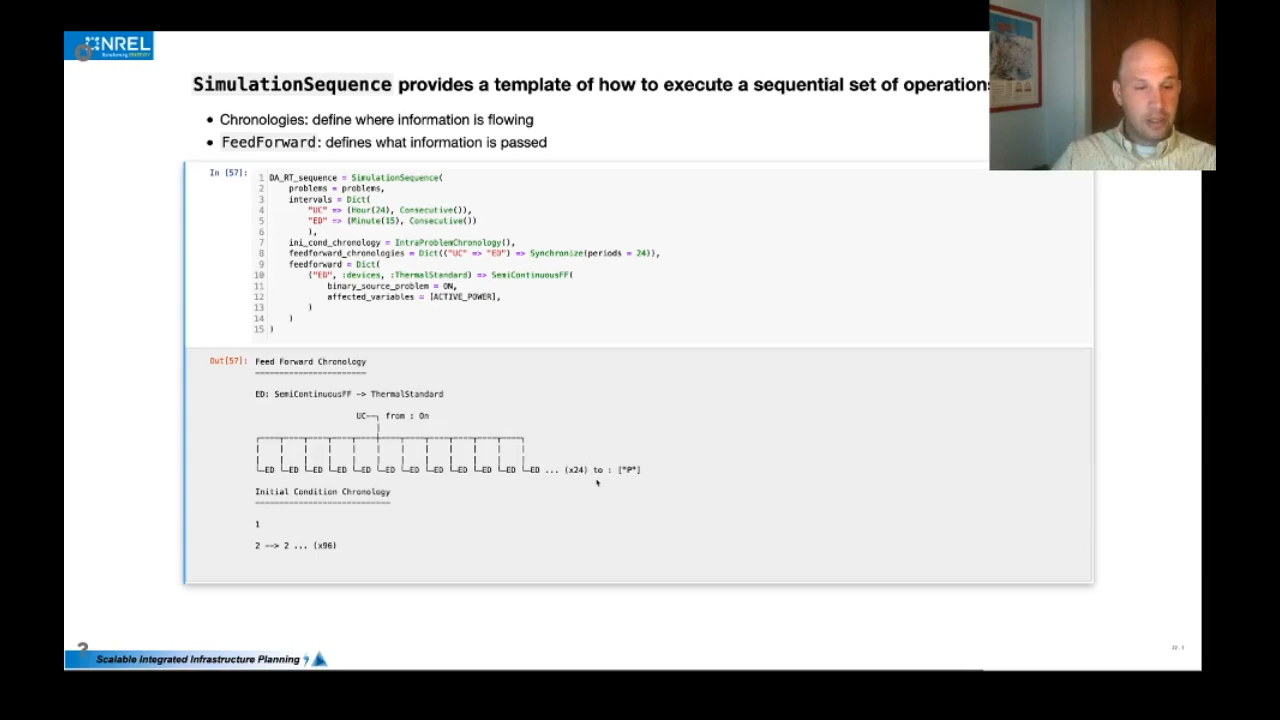 NREL
SimulationSequence provides a template of how to execute a sequential set of operations
• Chronologies: define where information is flowing
• FeedForward: defines what information is passed
In [57]:
1 DA_RT_sequence = SimulationSequence(
2 problems = problems,
3 intervals = Dict(
4 "UC" => (Hour(24), Consecutive()),
5 "ED" => (Minute(15), Consecutive())
6 ),
7 ini_cond_chronology = IntraProblemChronology(),
8 feedforward_chronologies = Dict(("UC" => "ED") => Synchronize(periods = 24)),
9 feedforward = Dict(
10 ("ED", :devices, :ThermalStandard) => SemiContinuousFF(
11 binary_source_problem = ON,
12 affected_variables = [ACTIVE_POWER],
13 )
14 )
15 )
Out[57]: Feed Forward Chronology
ED: SemiContinuousFF -> ThermalStandard
UC──┐ from : On
└─ED └─ED └─ED └─ED └─ED └─ED └─ED └─ED └─ED └─ED └─ED └─ED ... (x24) to : ["P"]
Initial Condition Chronology
1
2 --> 2 ... (x96)
Scalable Integrated Infrastructure Planning
22.1